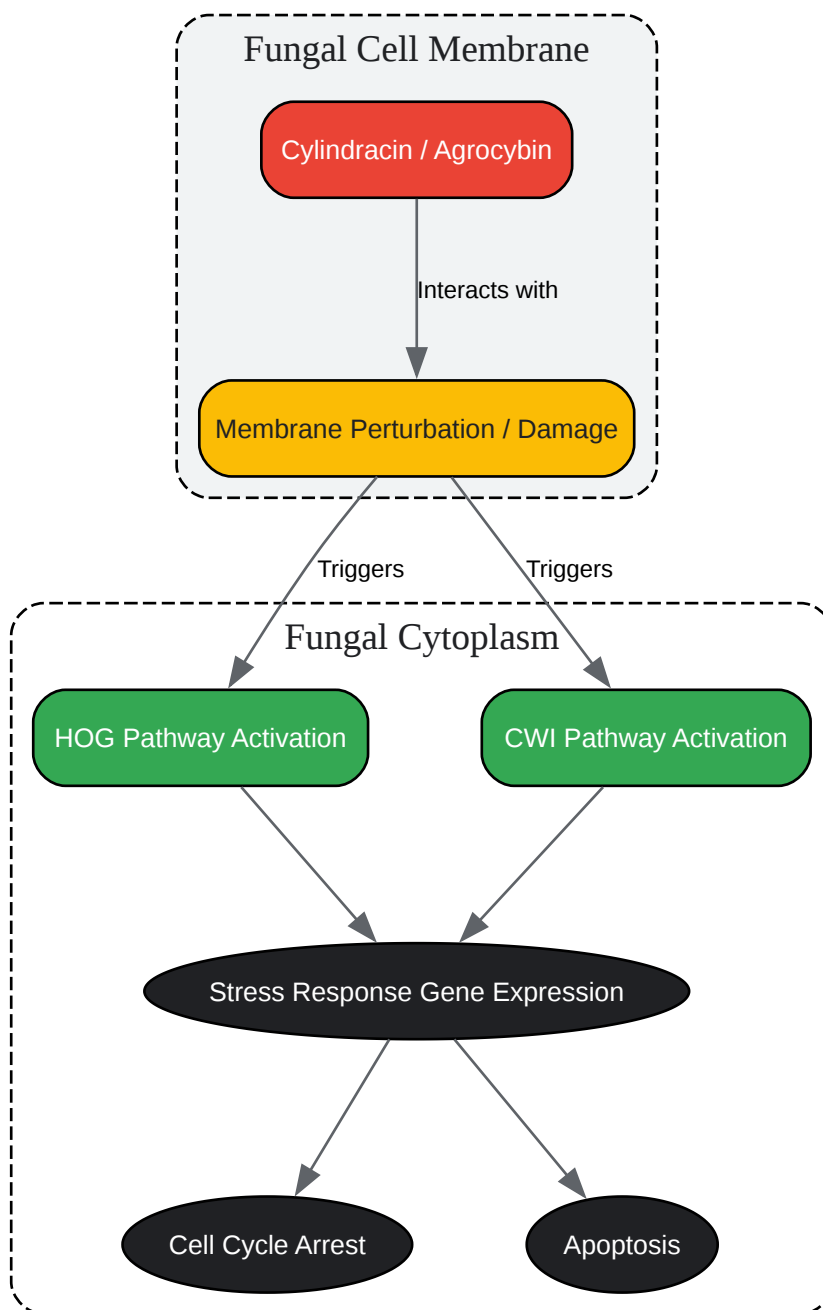 Fungal Cell Membrane
Cylindracin / Agrocybin
Interacts with
Membrane Perturbation / Damage
Triggers
Triggers
Fungal Cytoplasm
HOG Pathway Activation
CWI Pathway Activation
Stress Response Gene Expression
Cell Cycle Arrest
Apoptosis